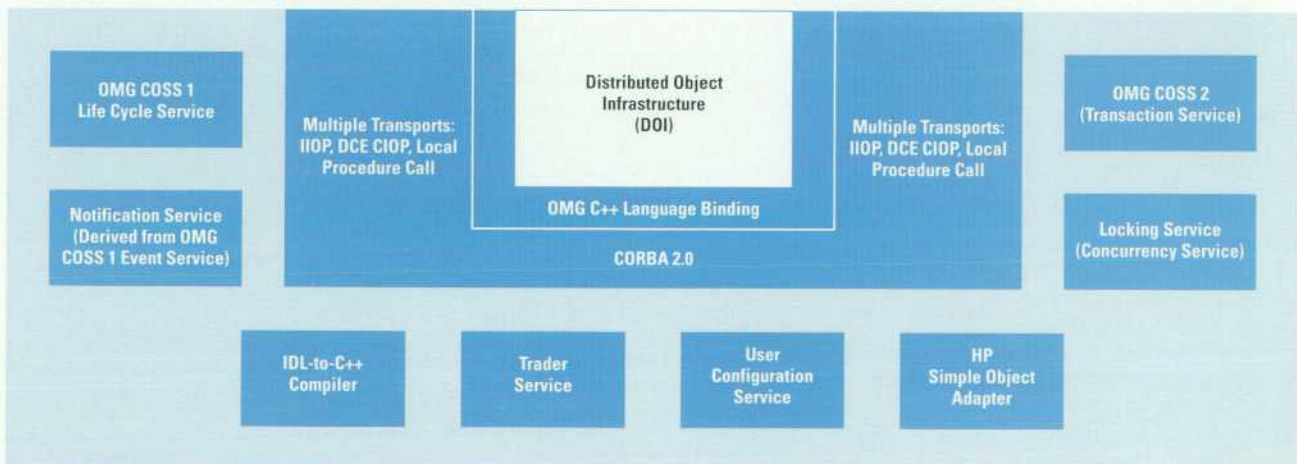 OMG COSS 1
Life Cycle Service
Notification Service
(Derived from OMG
COSS 1 Event Service)
Multiple Transports:
IIOP, DCE CIOP, Local
Procedure Call
Distributed Object
Infrastructure
(DOI)
OMG C++ Language Binding
CORBA 2.0
Multiple Transports:
IIOP, DCE CIOP, Local
Procedure Call
OMG COSS 2
(Transaction Service)
Locking Service
(Concurrency Service)
IDL-to-C++
Compiler
Trader
Service
User
Configuration
Service
HP
Simple Object
Adapter